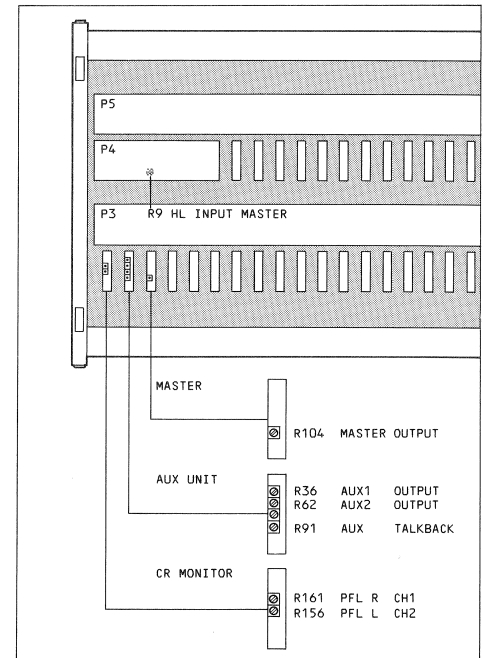 P5
P4
P3 R9 HL INPUT MASTER
MASTER
R104 MASTER OUTPUT
AUX UNIT
R36 AUX1 OUTPUT
R62 AUX2 OUTPUT
R91 AUX TALKBACK
CR MONITOR
R161 PFL R CH1
R156 PFL L CH2